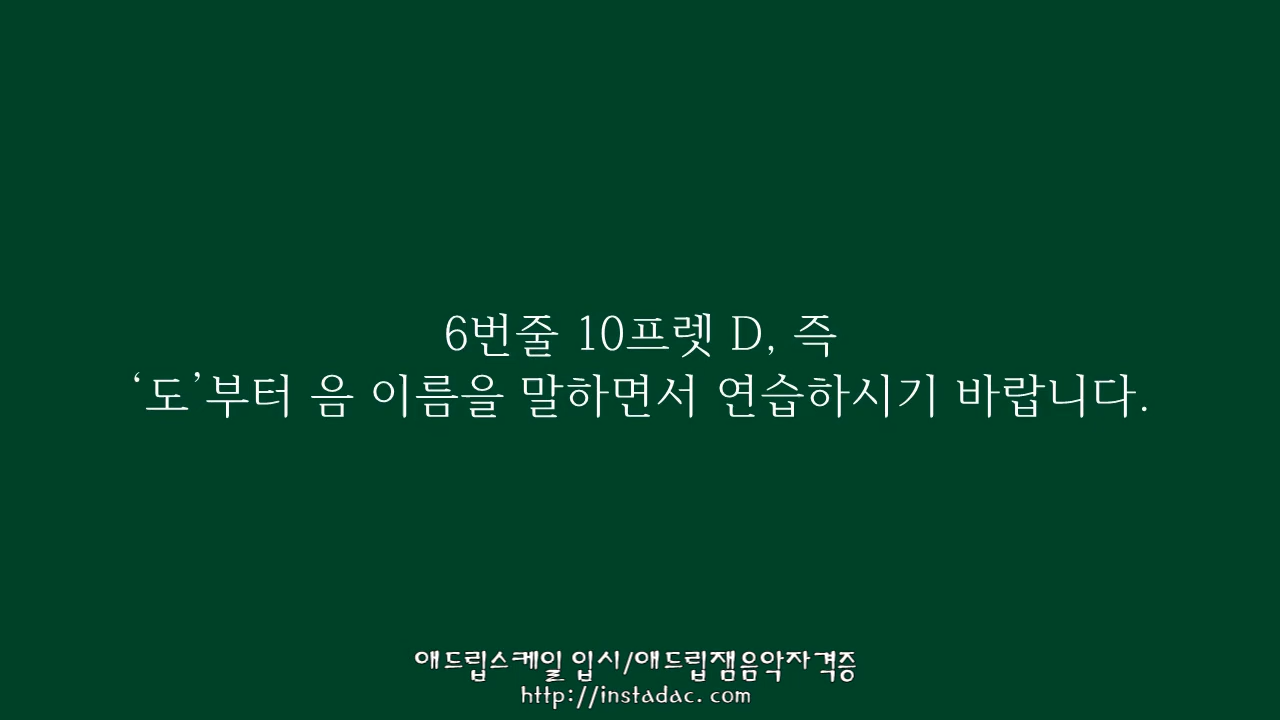 6번줄 10프렛 D, 즉
‘도’부터 음 이름을 말하면서 연습하시기 바랍니다.
애드립스케일 입시/애드립잼음악자격증
http://instadac.com